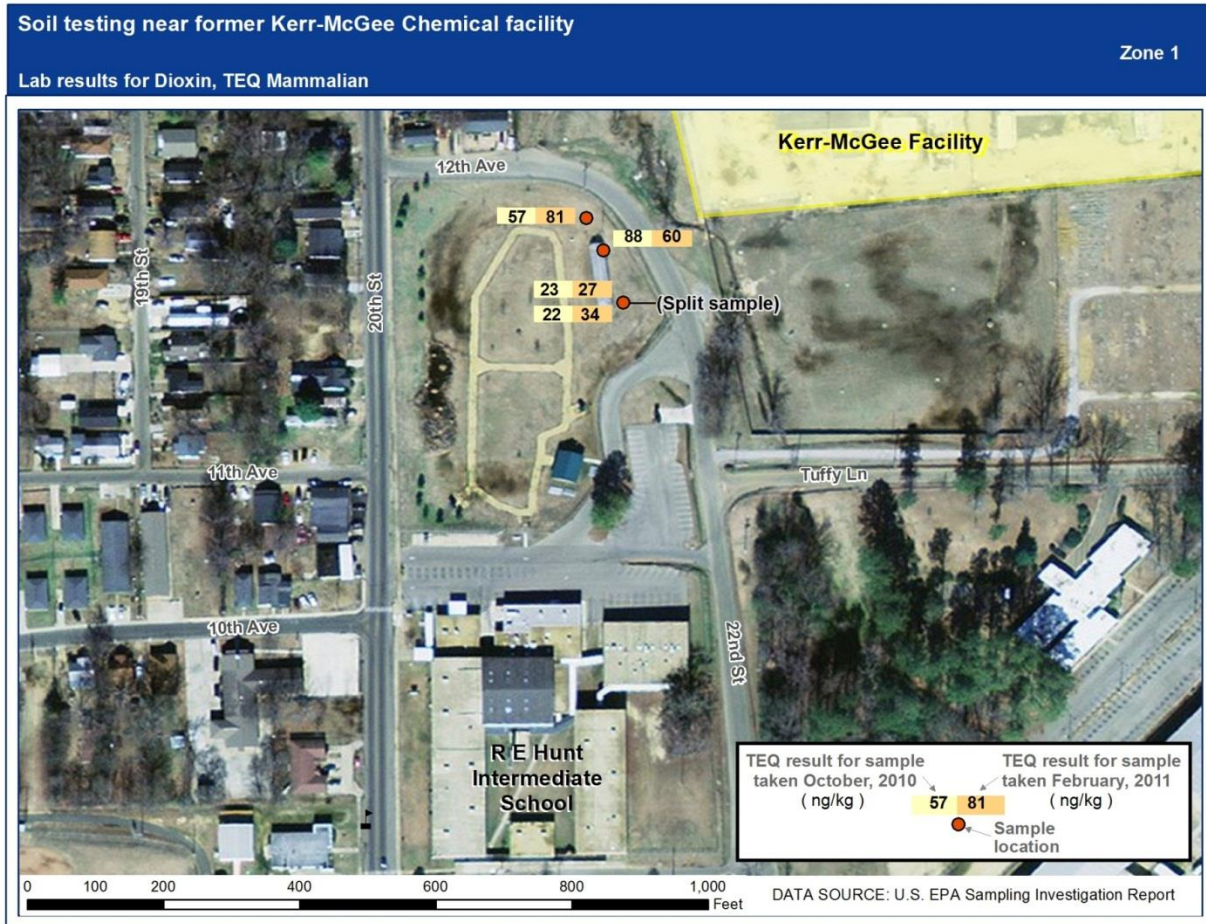 Soil testing near former Kerr-McGee Chemical facility
Zone 1
Lab results for Dioxin, TEQ Mammalian
Kerr-McGee Facility
12th Ave
57 81
88 60
19th St
20th St
23 27
(Split sample)
22 34
11th Ave
Tuffy Ln
10th Ave
22nd St
R E Hunt
Intermediate
School
TEQ result for sample
taken October, 2010
( ng/kg )
TEQ result for sample
taken February, 2011
( ng/kg )
57 81
Sample
location
0 100 200 400 600 800 1,000
Feet
DATA SOURCE: U.S. EPA Sampling Investigation Report